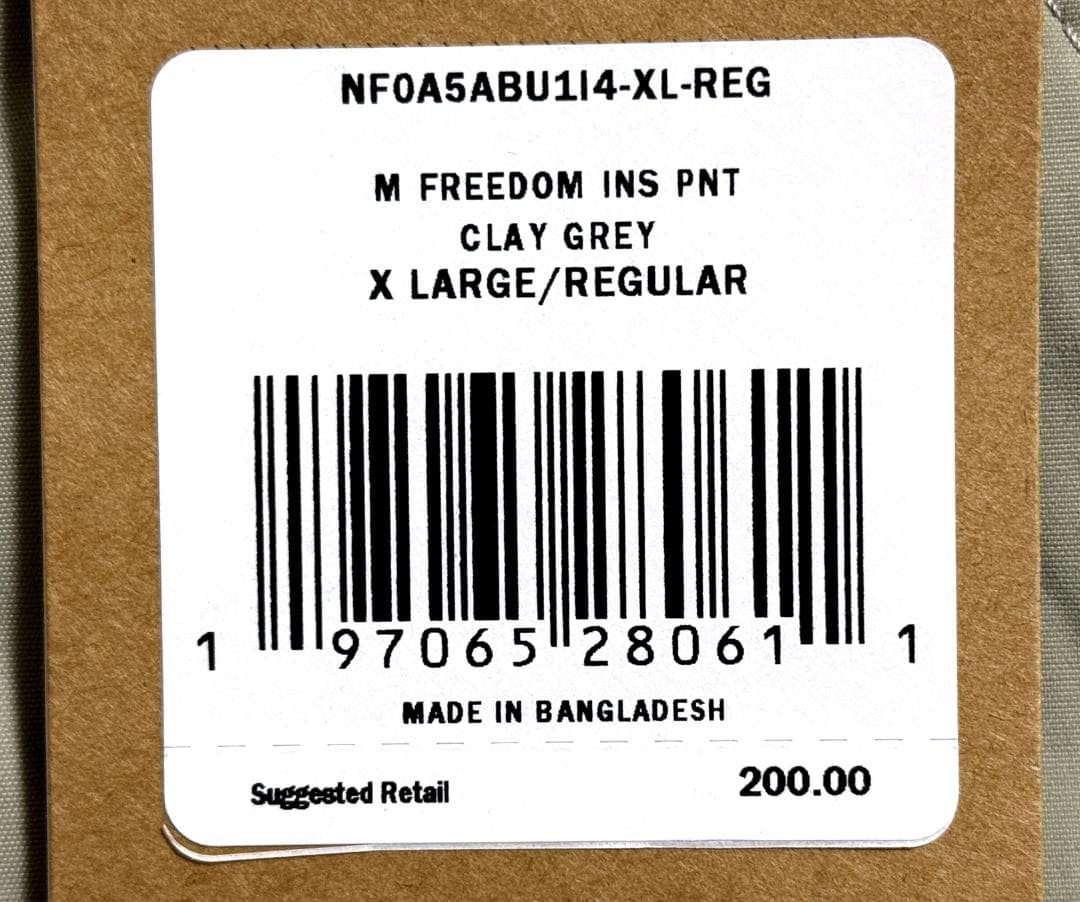 NF0A5ABU1I4-XL-REG
M FREEDOM INS PNT
CLAY GREY
X LARGE/REGULAR
1 97065 28061 1
MADE IN BANGLADESH
Suggested Retail 200.00